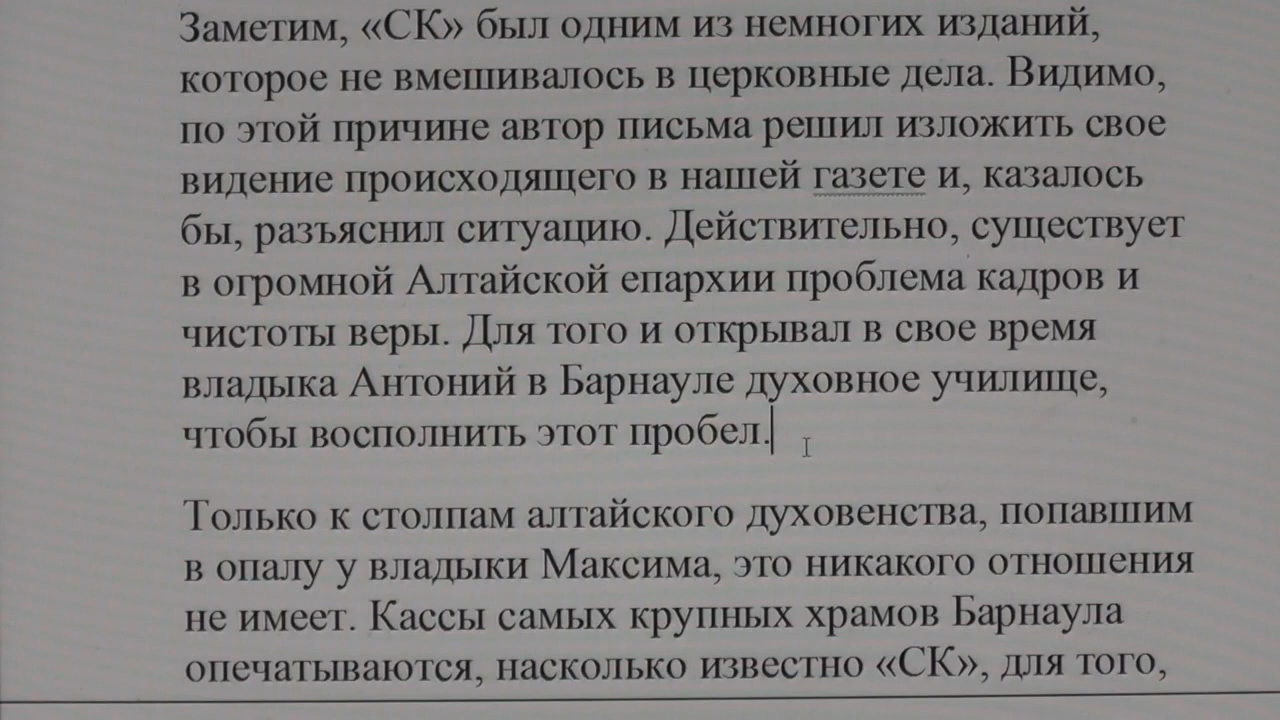 Заметим, «СК» был одним из немногих изданий,
которое не вмешивалось в церковные дела. Видимо,
по этой причине автор письма решил изложить свое
видение происходящего в нашей газете и, казалось
бы, разъяснил ситуацию. Действительно, существует
в огромной Алтайской епархии проблема кадров и
чистоты веры. Для того и открывал в свое время
владыка Антоний в Барнауле духовное училище,
чтобы восполнить этот пробел.
Только к столпам алтайского духовенства, попавшим
в опалу у владыки Максима, это никакого отношения
не имеет. Кассы самых крупных храмов Барнаула
опечатываются, насколько известно «СК», для того,